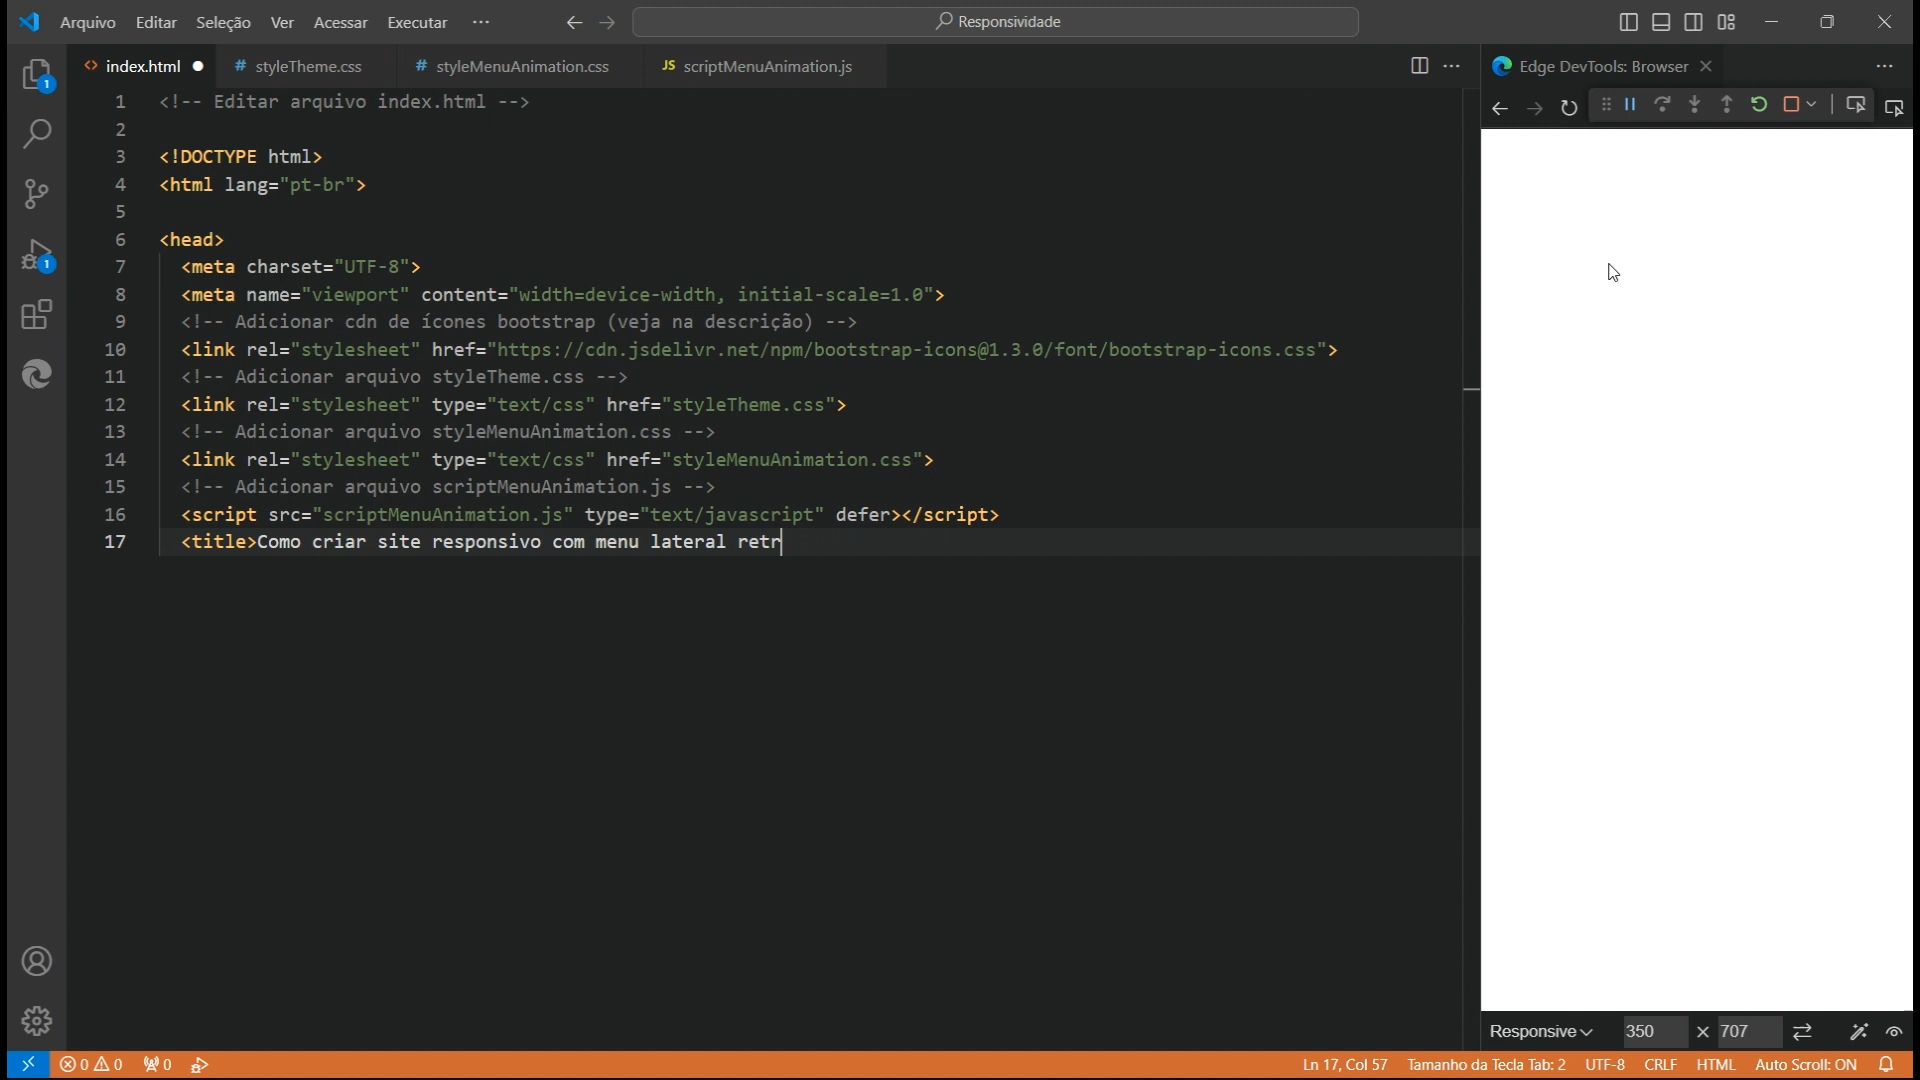 Arquivo Editar Seleção Ver Acessar Executar ··· Responsividade
index.html styleTheme.css styleMenuAnimation.css JS scriptMenuAnimation.js Edge DevTools: Browser
1 <!-- Editar arquivo index.html -->
2
3 <!DOCTYPE html>
4 <html lang="pt-br">
5
6 <head>
7 <meta charset="UTF-8">
8 <meta name="viewport" content="width=device-width, initial-scale=1.0">
9 <!-- Adicionar cdn de ícones bootstrap (veja na descrição) -->
10 <link rel="stylesheet" href="https://cdn.jsdelivr.net/npm/bootstrap-icons@1.3.0/font/bootstrap-icons.css">
11 <!-- Adicionar arquivo styleTheme.css -->
12 <link rel="stylesheet" type="text/css" href="styleTheme.css">
13 <!-- Adicionar arquivo styleMenuAnimation.css -->
14 <link rel="stylesheet" type="text/css" href="styleMenuAnimation.css">
15 <!-- Adicionar arquivo scriptMenuAnimation.js -->
16 <script src="scriptMenuAnimation.js" type="text/javascript" defer></script>
17 <title>Como criar site responsivo com menu lateral retr
1
1
Responsive 350 × 707
0 0 0 Ln 17, Col 57 Tamanho da Tecla Tab: 2 UTF-8 CRLF HTML Auto Scroll: ON